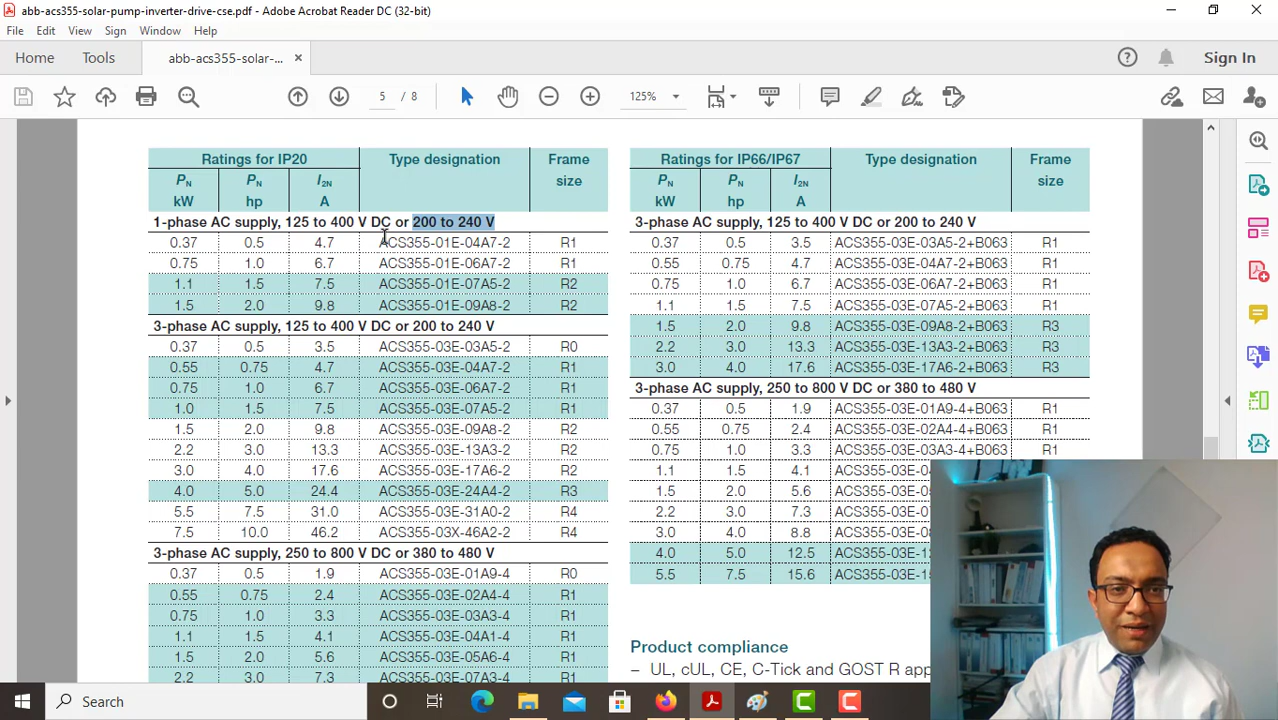 abb-acs355-solar-pump-inverter-drive-cse.pdf - Adobe Acrobat Reader DC (32-bit)
File Edit View Sign Window Help
Home Tools abb-acs355-solar-... × Sign In
5 / 8 125%
Ratings for IP20 Type designation Frame size
PN kW PN hp I2N A
1-phase AC supply, 125 to 400 V DC or 200 to 240 V
0.37 0.5 4.7 ACS355-01E-04A7-2 R1
0.75 1.0 6.7 ACS355-01E-06A7-2 R1
1.1 1.5 7.5 ACS355-01E-07A5-2 R2
1.5 2.0 9.8 ACS355-01E-09A8-2 R2
3-phase AC supply, 125 to 400 V DC or 200 to 240 V
0.37 0.5 3.5 ACS355-03E-03A5-2 R0
0.55 0.75 4.7 ACS355-03E-04A7-2 R1
0.75 1.0 6.7 ACS355-03E-06A7-2 R1
1.0 1.5 7.5 ACS355-03E-07A5-2 R1
1.5 2.0 9.8 ACS355-03E-09A8-2 R2
2.2 3.0 13.3 ACS355-03E-13A3-2 R2
3.0 4.0 17.6 ACS355-03E-17A6-2 R2
4.0 5.0 24.4 ACS355-03E-24A4-2 R3
5.5 7.5 31.0 ACS355-03E-31A0-2 R4
7.5 10.0 46.2 ACS355-03X-46A2-2 R4
3-phase AC supply, 250 to 800 V DC or 380 to 480 V
0.37 0.5 1.9 ACS355-03E-01A9-4 R0
0.55 0.75 2.4 ACS355-03E-02A4-4 R1
0.75 1.0 3.3 ACS355-03E-03A3-4 R1
1.1 1.5 4.1 ACS355-03E-04A1-4 R1
1.5 2.0 5.6 ACS355-03E-05A6-4 R1
2.2 3.0 7.3 ACS355-03E-07A3-4 R1
Ratings for IP66/IP67 Type designation Frame size
PN kW PN hp I2N A
3-phase AC supply, 125 to 400 V DC or 200 to 240 V
0.37 0.5 3.5 ACS355-03E-03A5-2+B063 R1
0.55 0.75 4.7 ACS355-03E-04A7-2+B063 R1
0.75 1.0 6.7 ACS355-03E-06A7-2+B063 R1
1.1 1.5 7.5 ACS355-03E-07A5-2+B063 R1
1.5 2.0 9.8 ACS355-03E-09A8-2+B063 R3
2.2 3.0 13.3 ACS355-03E-13A3-2+B063 R3
3.0 4.0 17.6 ACS355-03E-17A6-2+B063 R3
3-phase AC supply, 250 to 800 V DC or 380 to 480 V
0.37 0.5 1.9 ACS355-03E-01A9-4+B063 R1
0.55 0.75 2.4 ACS355-03E-02A4-4+B063 R1
0.75 1.0 3.3 ACS355-03E-03A3-4+B063 R1
1.1 1.5 4.1 ACS355-03E-04
1.5 2.0 5.6 ACS355-03E-05
2.2 3.0 7.3 ACS355-03E-07
3.0 4.0 8.8 ACS355-03E-08
4.0 5.0 12.5 ACS355-03E-1
5.5 7.5 15.6 ACS355-03E-1
Product compliance
– UL, cUL, CE, C-Tick and GOST R app
Search